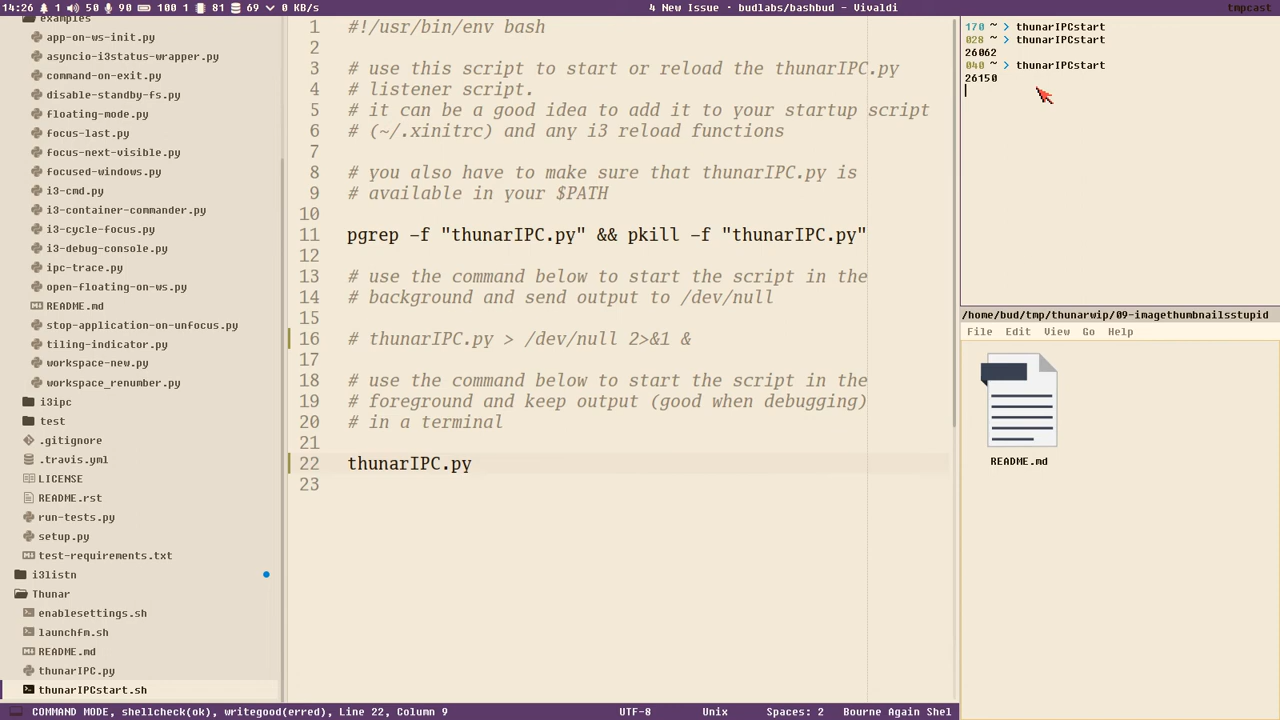 14:26 1 50 90 100 1 81 69 0 KB/s
4 New Issue · budlabs/bashbud - Vivaldi
tmpcast
examples
app-on-ws-init.py
asyncio-i3status-wrapper.py
command-on-exit.py
disable-standby-fs.py
floating-mode.py
focus-last.py
focus-next-visible.py
focused-windows.py
i3-cmd.py
i3-container-commander.py
i3-cycle-focus.py
i3-debug-console.py
ipc-trace.py
open-floating-on-ws.py
README.md
stop-application-on-unfocus.py
tiling-indicator.py
workspace-new.py
workspace_renumber.py
i3ipc
test
.gitignore
.travis.yml
LICENSE
README.rst
run-tests.py
setup.py
test-requirements.txt
i3listn
Thunar
enablesettings.sh
launchfm.sh
README.md
thunarIPC.py
thunarIPCstart.sh
1 #!/usr/bin/env bash
2
3 # use this script to start or reload the thunarIPC.py
4 # listener script.
5 # it can be a good idea to add it to your startup script
6 # (~/.xinitrc) and any i3 reload functions
7
8 # you also have to make sure that thunarIPC.py is
9 # available in your $PATH
10
11 pgrep -f "thunarIPC.py" && pkill -f "thunarIPC.py"
12
13 # use the command below to start the script in the
14 # background and send output to /dev/null
15
16 # thunarIPC.py > /dev/null 2>&1 &
17
18 # use the command below to start the script in the
19 # foreground and keep output (good when debugging)
20 # in a terminal
21
22 thunarIPC.py
23
170 ~ > thunarIPCstart
028 ~ > thunarIPCstart
26062
040 ~ > thunarIPCstart
26150
/home/bud/tmp/thunarwip/09-imagethumbnailsstupid
File Edit View Go Help
README.md
COMMAND MODE, shellcheck(ok), writegood(erred), Line 22, Column 9
UTF-8 Unix Spaces: 2 Bourne Again Shel